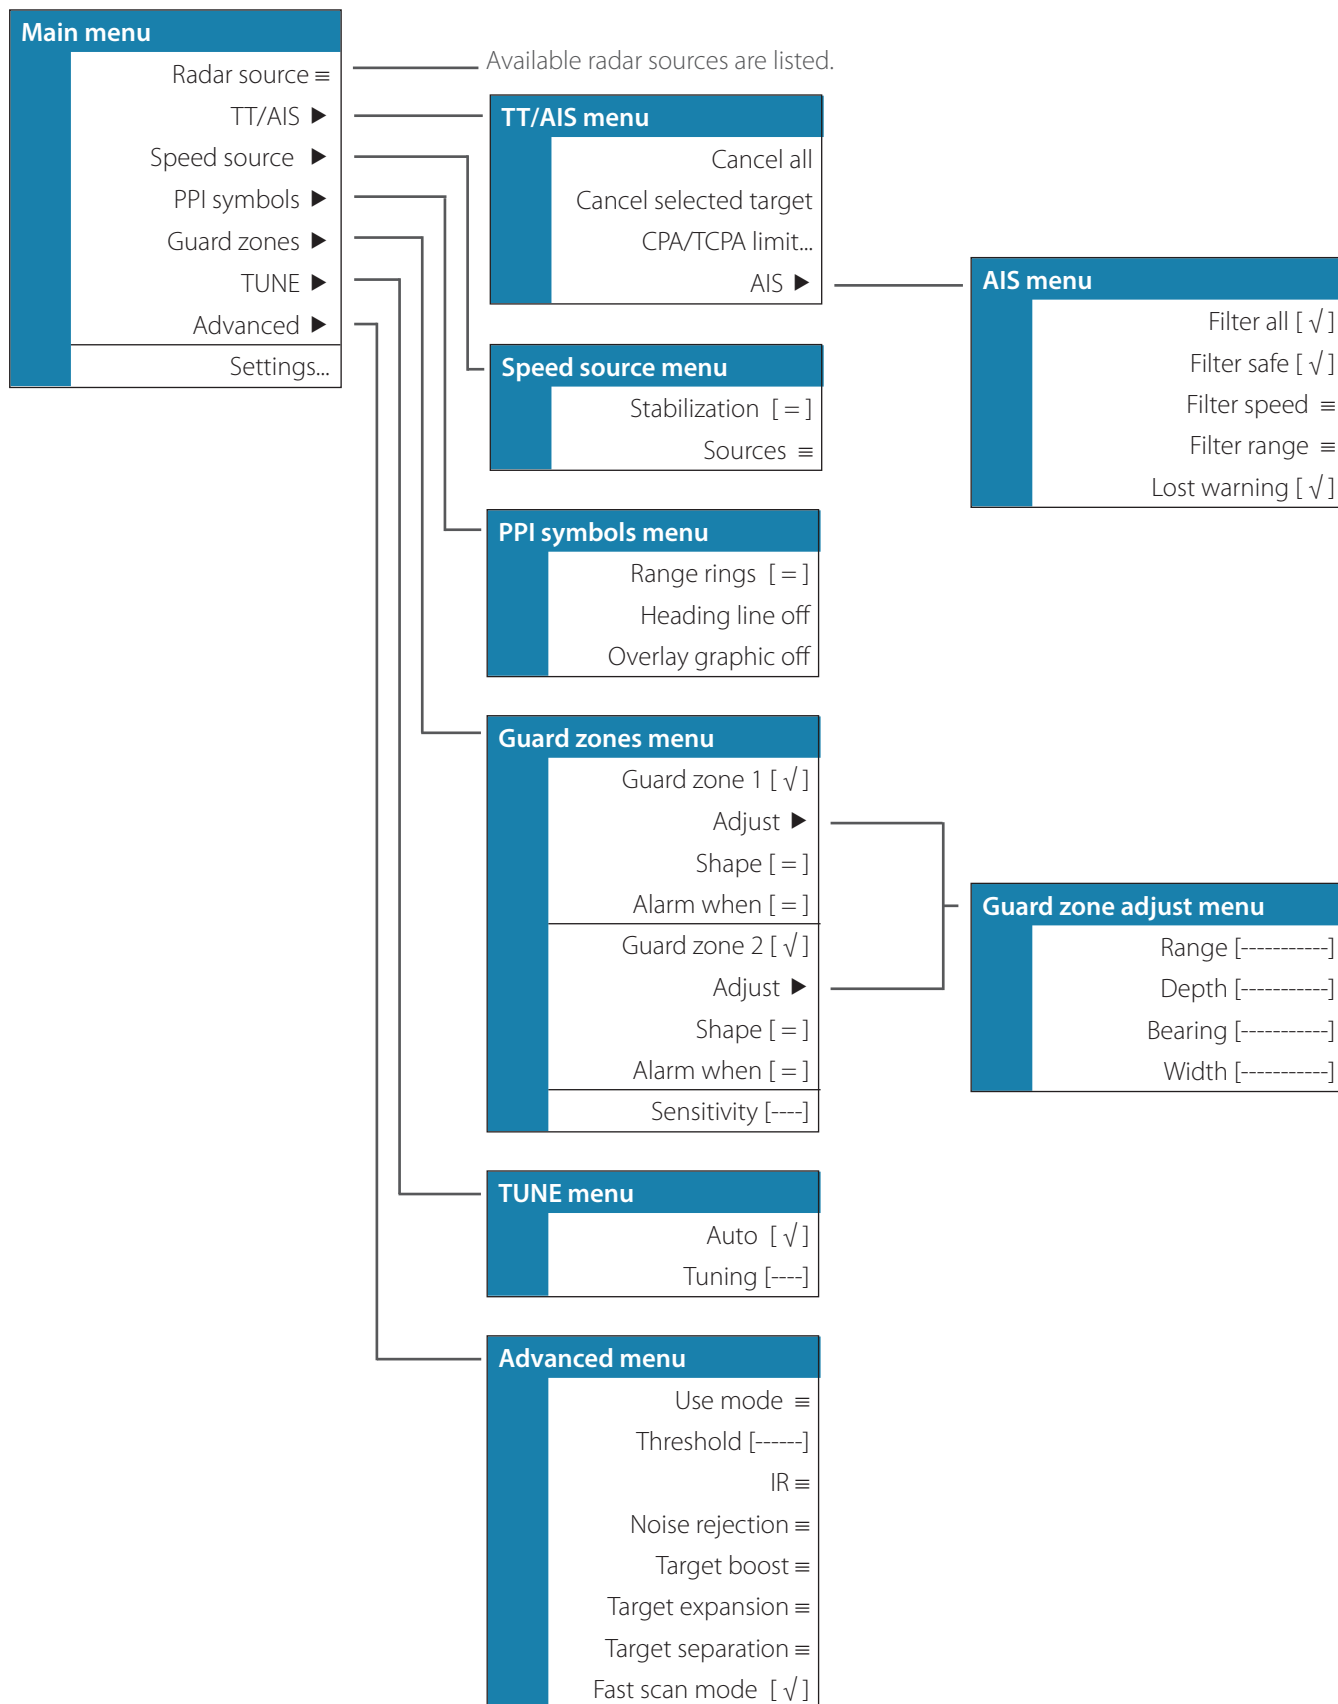 Main menu
Radar source ≡
TT/AIS ▶
Speed source ▶
PPI symbols ▶
Guard zones ▶
TUNE ▶
Advanced ▶
Settings...
Available radar sources are listed.
TT/AIS menu
Cancel all
Cancel selected target
CPA/TCPA limit...
AIS ▶
AIS menu
Filter all [ √ ]
Filter safe [ √ ]
Filter speed ≡
Filter range ≡
Lost warning [ √ ]
Speed source menu
Stabilization [ = ]
Sources ≡
PPI symbols menu
Range rings [ = ]
Heading line off
Overlay graphic off
Guard zones menu
Guard zone 1 [ √ ]
Adjust ▶
Shape [ = ]
Alarm when [ = ]
Guard zone 2 [ √ ]
Adjust ▶
Shape [ = ]
Alarm when [ = ]
Sensitivity [----]
Guard zone adjust menu
Range [-----------]
Depth [-----------]
Bearing [-----------]
Width [-----------]
TUNE menu
Auto [ √ ]
Tuning [----]
Advanced menu
Use mode ≡
Threshold [------]
IR ≡
Noise rejection ≡
Target boost ≡
Target expansion ≡
Target separation ≡
Fast scan mode [ √ ]